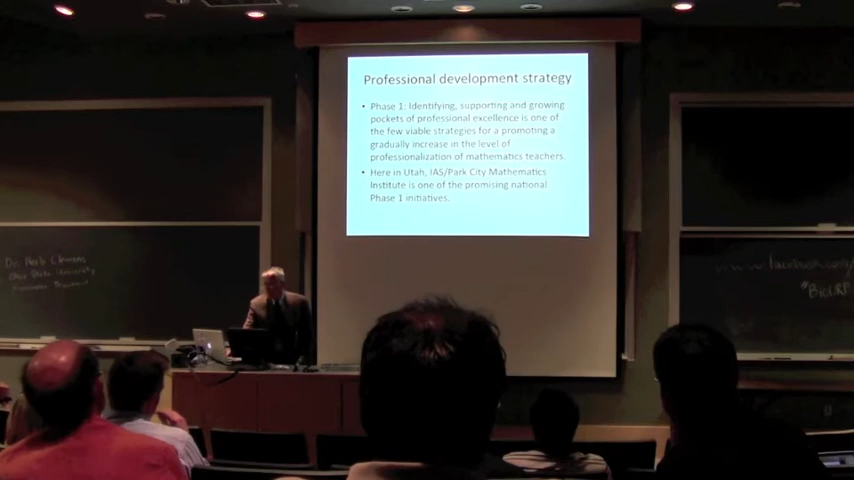 Professional development strategy
• Phase 1: Identifying, supporting and growing
pockets of professional excellence is one of
the few viable strategies for a promoting a
gradually increase in the level of
professionalization of mathematics teachers.
• Here in Utah, IAS/Park City Mathematics
Institute is one of the promising national
Phase 1 initiatives.
Dr. Herb Clemens
Ohio State University
www.facebook.com/